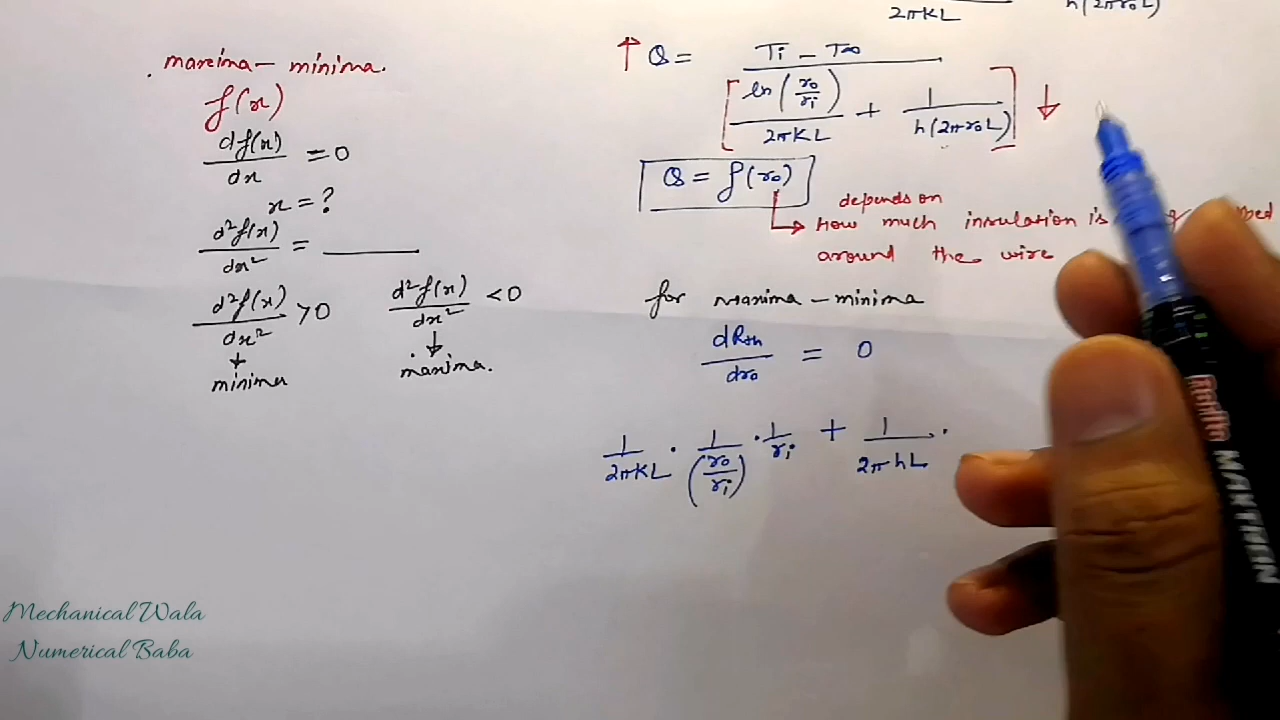 maxima - minima.
f(x)
df(x)/dx = 0
x = ?
d²f(x)/dx² = ____
d²f(x)/dx² > 0
↓
minima
d²f(x)/dx² < 0
↓
maxima.
2πKL
h(2πr₀L)
↑ Q = (Ti - T∞) / [ln(r₀/ri)/2πKL + 1/h(2πr₀L)] ↓
Q = f(r₀)
depends on
→ How much insulation is
around the wire
for maxima - minima
dRth/dr₀ = 0
1/2πKL · 1/(r₀/ri) · 1/ri + 1/2πhL ·
Mechanical Wala
Numerical Baba
MAXTRON